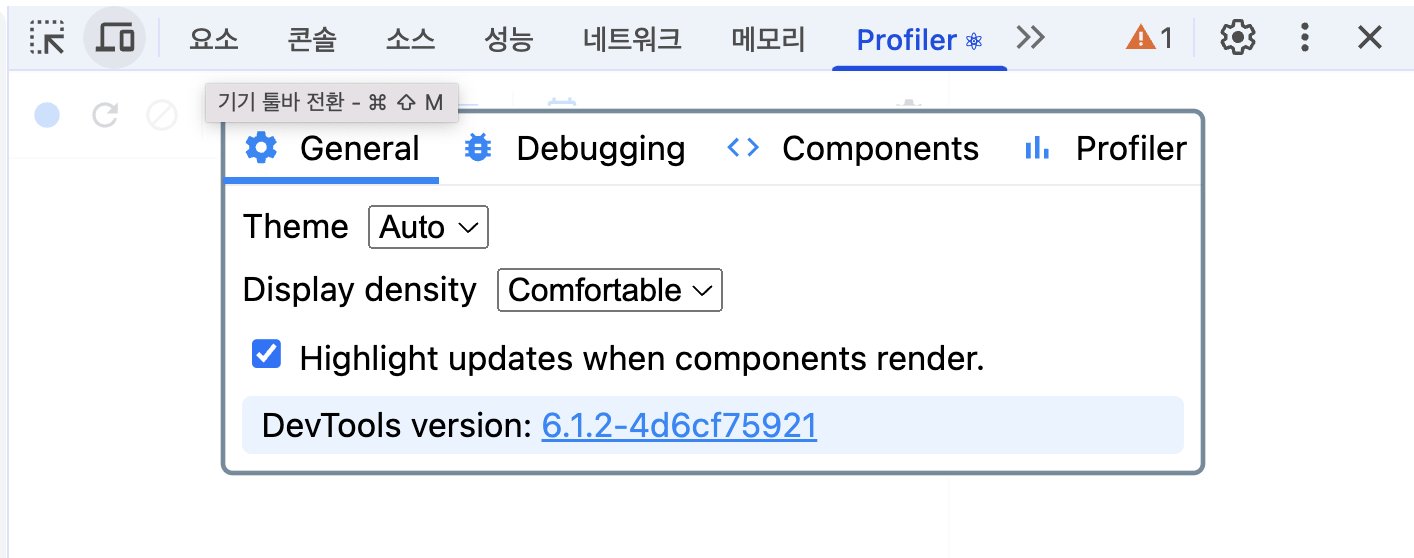 요소 콘솔 소스 성능 네트워크 메모리 Profiler ⚛ 1
기기 툴바 전환 - ⌘ ⇧ M
General Debugging Components Profiler
Theme Auto
Display density Comfortable
Highlight updates when components render.
DevTools version: 6.1.2-4d6cf75921